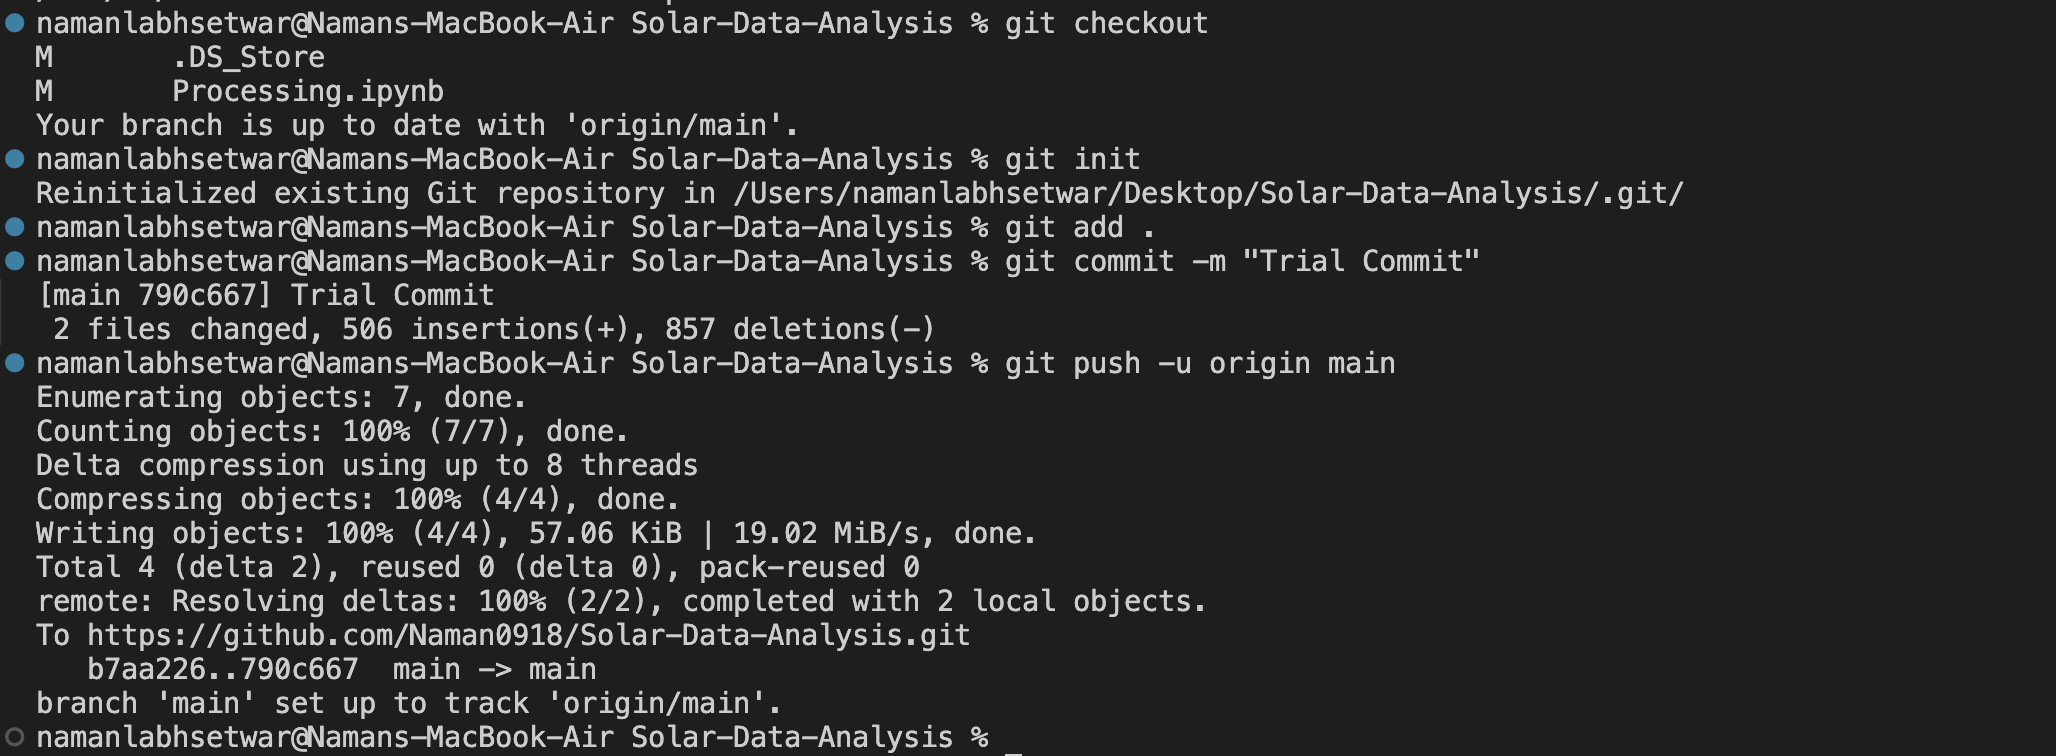 namanlabhsetwar@Namans-MacBook-Air Solar-Data-Analysis % git checkout
M       .DS_Store
M       Processing.ipynb
Your branch is up to date with 'origin/main'.
namanlabhsetwar@Namans-MacBook-Air Solar-Data-Analysis % git init
Reinitialized existing Git repository in /Users/namanlabhsetwar/Desktop/Solar-Data-Analysis/.git/
namanlabhsetwar@Namans-MacBook-Air Solar-Data-Analysis % git add .
namanlabhsetwar@Namans-MacBook-Air Solar-Data-Analysis % git commit -m "Trial Commit"
[main 790c667] Trial Commit
 2 files changed, 506 insertions(+), 857 deletions(-)
namanlabhsetwar@Namans-MacBook-Air Solar-Data-Analysis % git push -u origin main
Enumerating objects: 7, done.
Counting objects: 100% (7/7), done.
Delta compression using up to 8 threads
Compressing objects: 100% (4/4), done.
Writing objects: 100% (4/4), 57.06 KiB | 19.02 MiB/s, done.
Total 4 (delta 2), reused 0 (delta 0), pack-reused 0
remote: Resolving deltas: 100% (2/2), completed with 2 local objects.
To https://github.com/Naman0918/Solar-Data-Analysis.git
   b7aa226..790c667  main -> main
branch 'main' set up to track 'origin/main'.
namanlabhsetwar@Namans-MacBook-Air Solar-Data-Analysis %